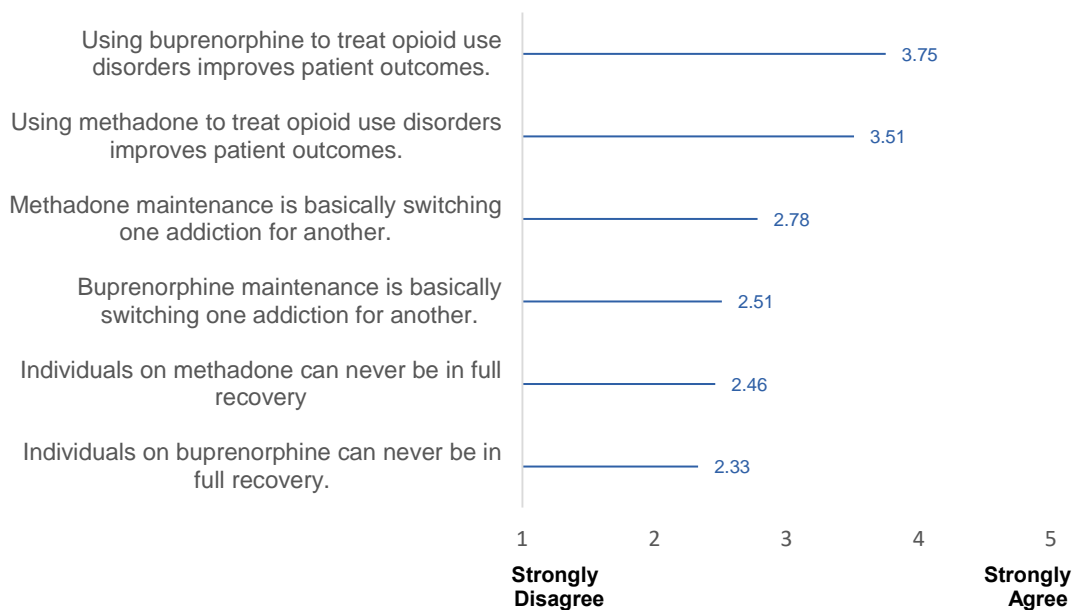 Using buprenorphine to treat opioid use
disorders improves patient outcomes.
3.75
Using methadone to treat opioid use disorders
improves patient outcomes.
3.51
Methadone maintenance is basically switching
one addiction for another.
2.78
Buprenorphine maintenance is basically
switching one addiction for another.
2.51
Individuals on methadone can never be in full
recovery
2.46
Individuals on buprenorphine can never be in
full recovery.
2.33
1 2 3 4 5
Strongly Strongly
Disagree Agree